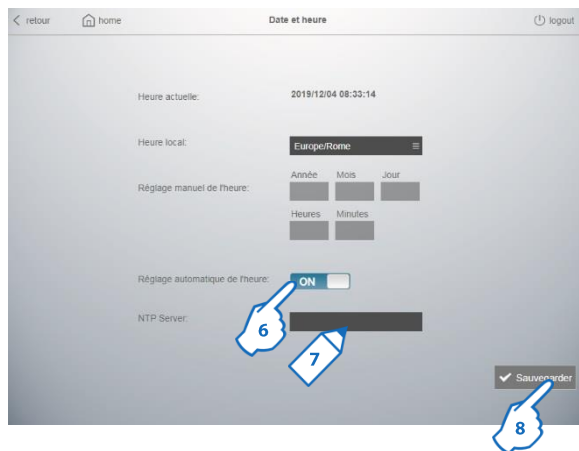 retour
home
Date et heure
logout
Heure actuelle:
2019/12/04 08:33:14
Heure local:
Europe/Rome
Réglage manuel de l'heure:
Année Mois Jour
Heures Minutes
Réglage automatique de l'heure:
ON
6
NTP Server:
7
Sauvegarder
8